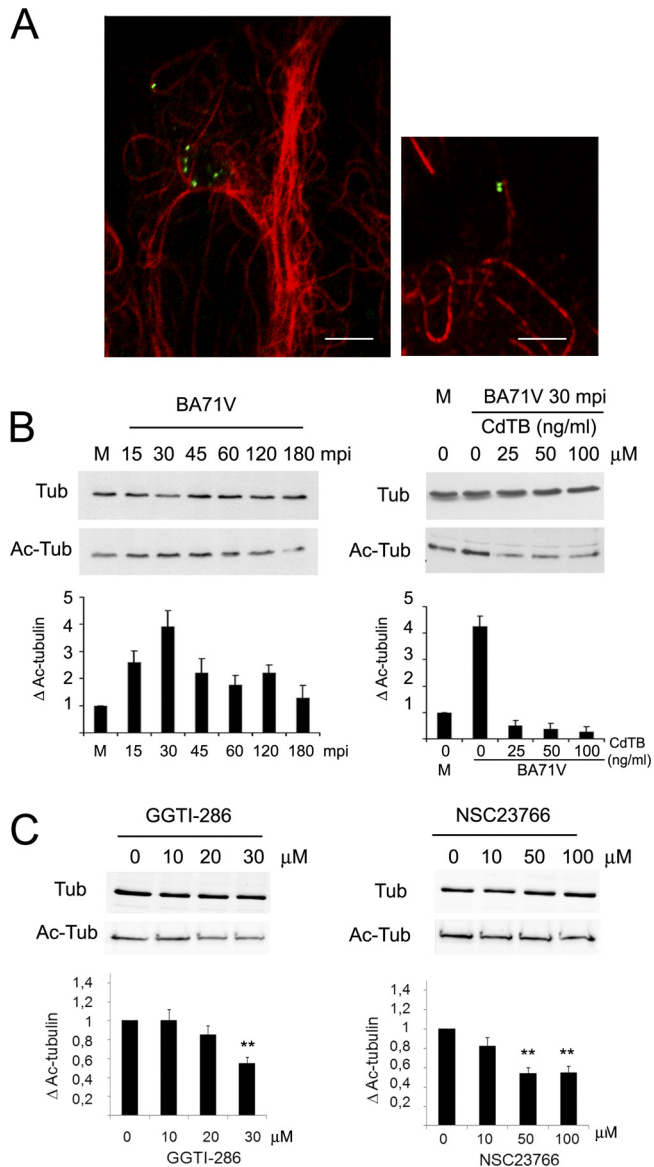 A
B
BA71V
M 15 30 45 60 120 180 mpi
Tub
Ac-Tub
Δ Ac-tubulin
5
4
3
2
1
M 15 30 45 60 120 180 mpi
M BA71V 30 mpi
CdTB (ng/ml)
0 0 25 50 100 μM
Tub
Ac-Tub
Δ Ac-tubulin
5
4
3
2
1
0 0 25 50 100 CdTB
(ng/ml)
M BA71V
C
GGTI-286
0 10 20 30 μM
Tub
Ac-Tub
Δ Ac-tubulin
1,4
1,2
1
0,8
0,6
0,4
0,2
**
0 10 20 30 μM
GGTI-286
NSC23766
0 10 50 100 μM
Tub
Ac-Tub
Δ Ac-tubulin
1,4
1,2
1
0,8
0,6
0,4
0,2
** **
0 10 50 100 μM
NSC23766